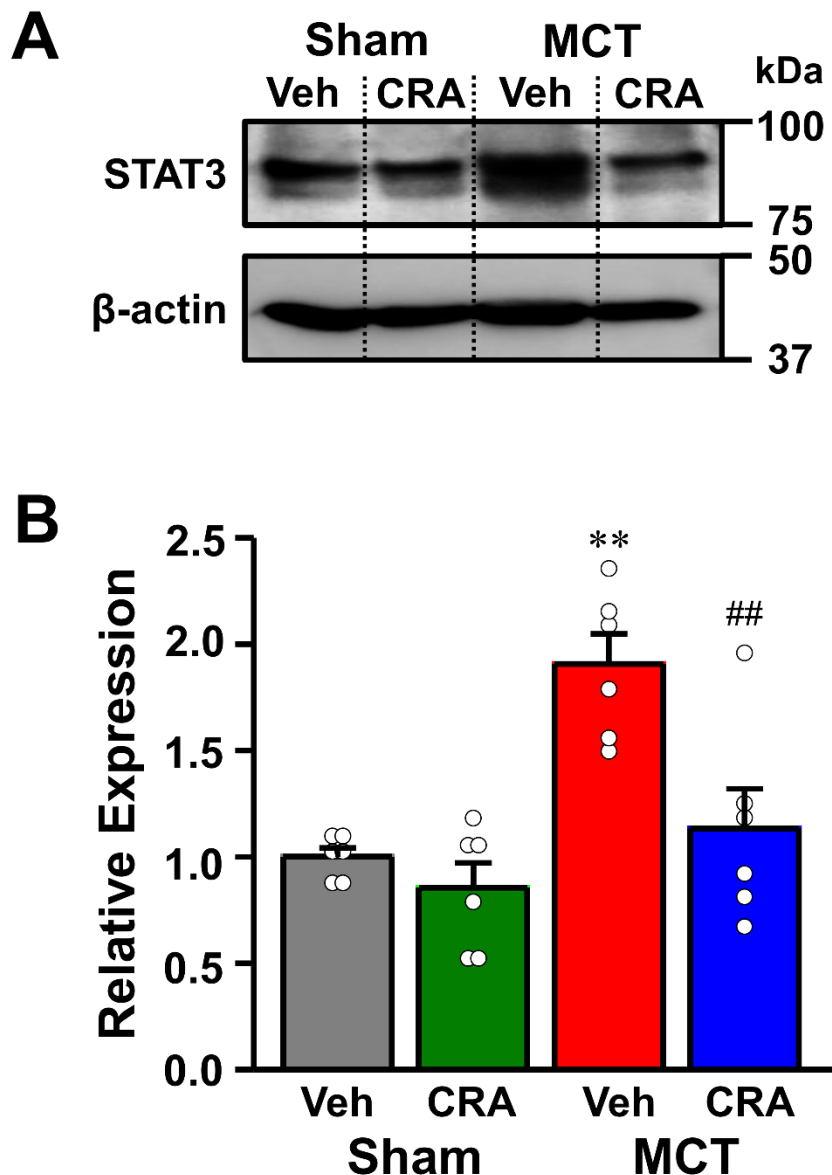 A
Sham MCT
Veh CRA Veh CRA kDa
100
STAT3
75
50
β-actin
37
B
Relative Expression
2.5
2.0
1.5
1.0
0.5
0.0
**
##
Veh CRA Veh CRA
Sham MCT